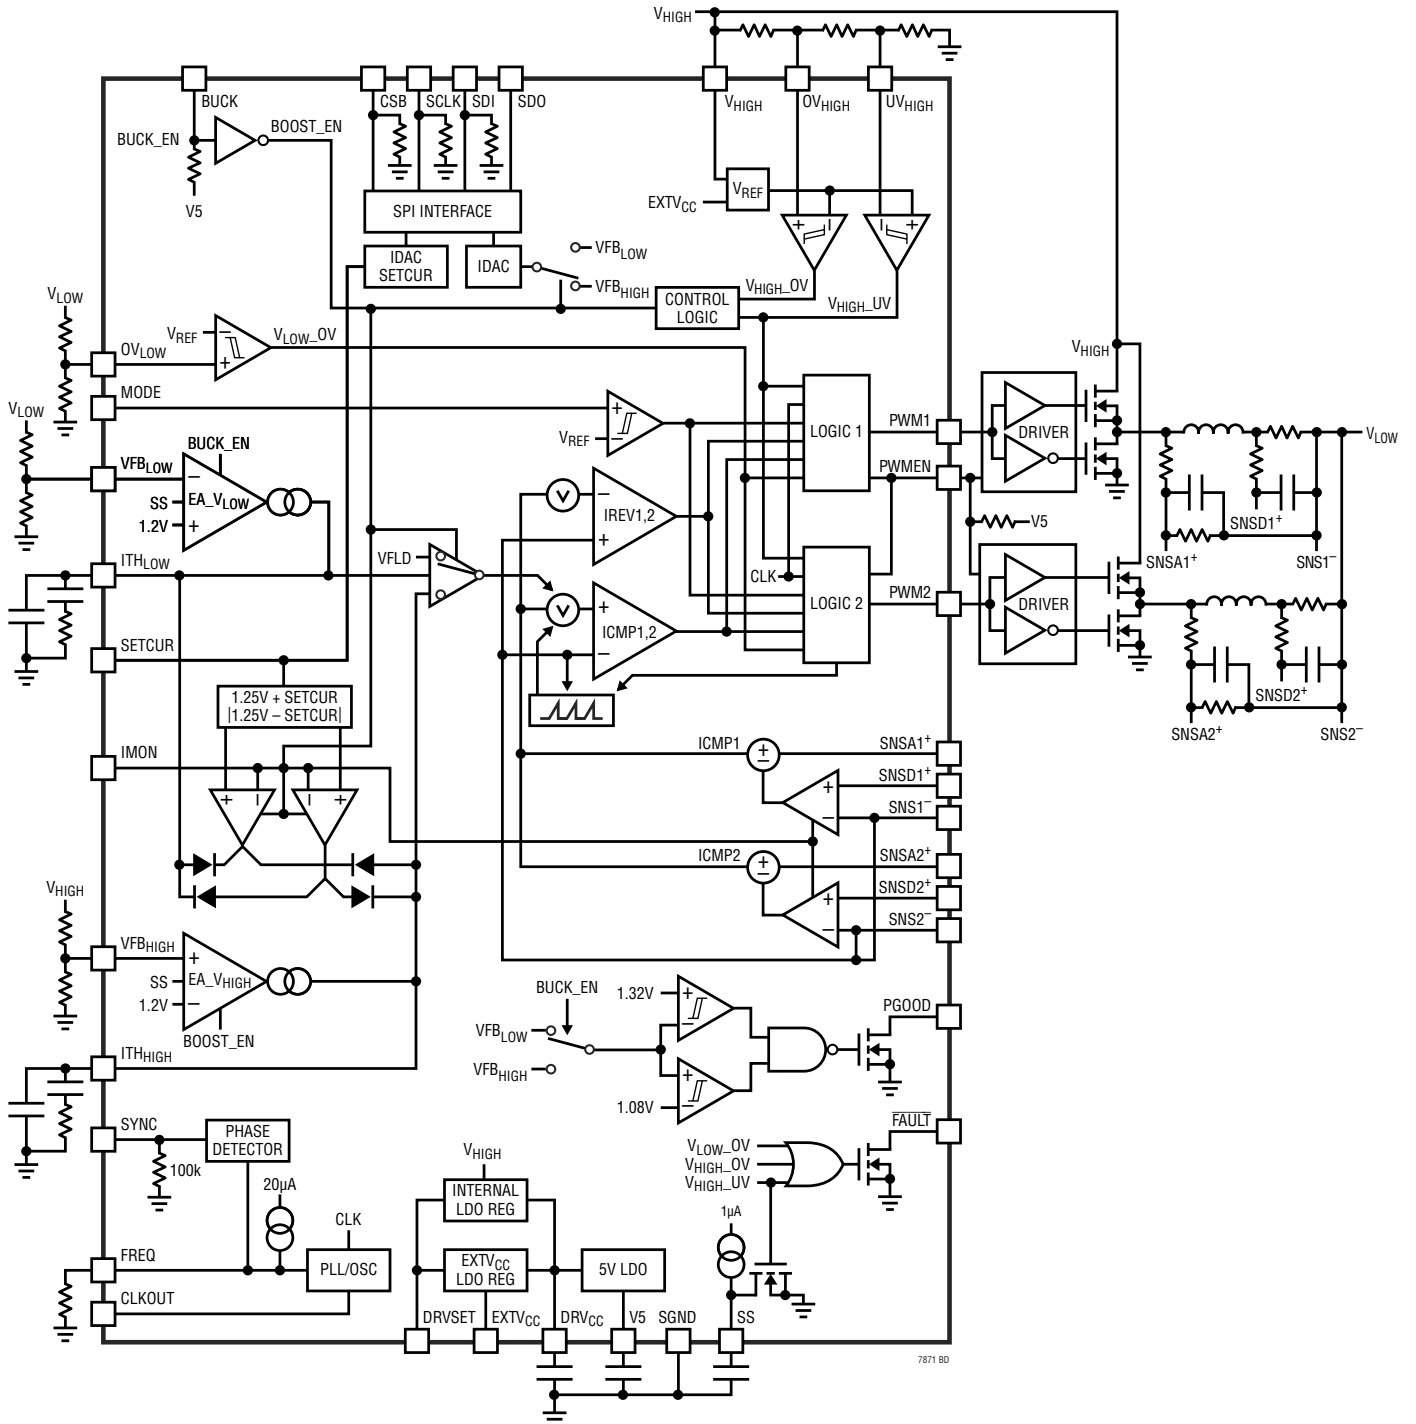 VHIGH
BUCK
CSB
SCLK
SDI
SDO
VHIGH
OVHIGH
UVHIGH
BUCK_EN
BOOST_EN
V5
SPI INTERFACE
EXTVCC
VREF
+
–
–
+
IDAC
SETCUR
IDAC
VFBLOW
VFBHIGH
CONTROL
LOGIC
VHIGH_OV
VHIGH_UV
VLOW
VREF
–
+
VLOW_OV
OVLOW
MODE
VHIGH
+
VREF
–
LOGIC 1
PWM1
DRIVER
VLOW
VLOW
BUCK_EN
VFBLOW
–
SS
EA_VLOW
1.2V
+
V
–
IREV1,2
+
PWMEN
V5
SNSD1+
SNSA1+
SNS1–
ITHLOW
VFLD
CLK
V
+
ICMP1,2
–
LOGIC 2
PWM2
DRIVER
SNSD2+
SNSA2+
SNS2–
SETCUR
1.25V + SETCUR
|1.25V – SETCUR|
IMON
+
–
–
+
ICMP1
±
SNSA1+
SNSD1+
+
SNS1–
–
ICMP2
±
SNSA2+
SNSD2+
+
SNS2–
–
VHIGH
VFBHIGH
+
SS
EA_VHIGH
1.2V
–
BOOST_EN
BUCK_EN
VFBLOW
VFBHIGH
1.32V
+
–
+
1.08V
–
PGOOD
ITHHIGH
SYNC
PHASE
DETECTOR
100k
20µA
CLK
FREQ
PLL/OSC
CLKOUT
VHIGH
INTERNAL
LDO REG
EXTVCC
LDO REG
5V LDO
VLOW_OV
VHIGH_OV
VHIGH_UV
FAULT
1µA
DRVSET
EXTVCC
DRVCC
V5
SGND
SS
7871 BD